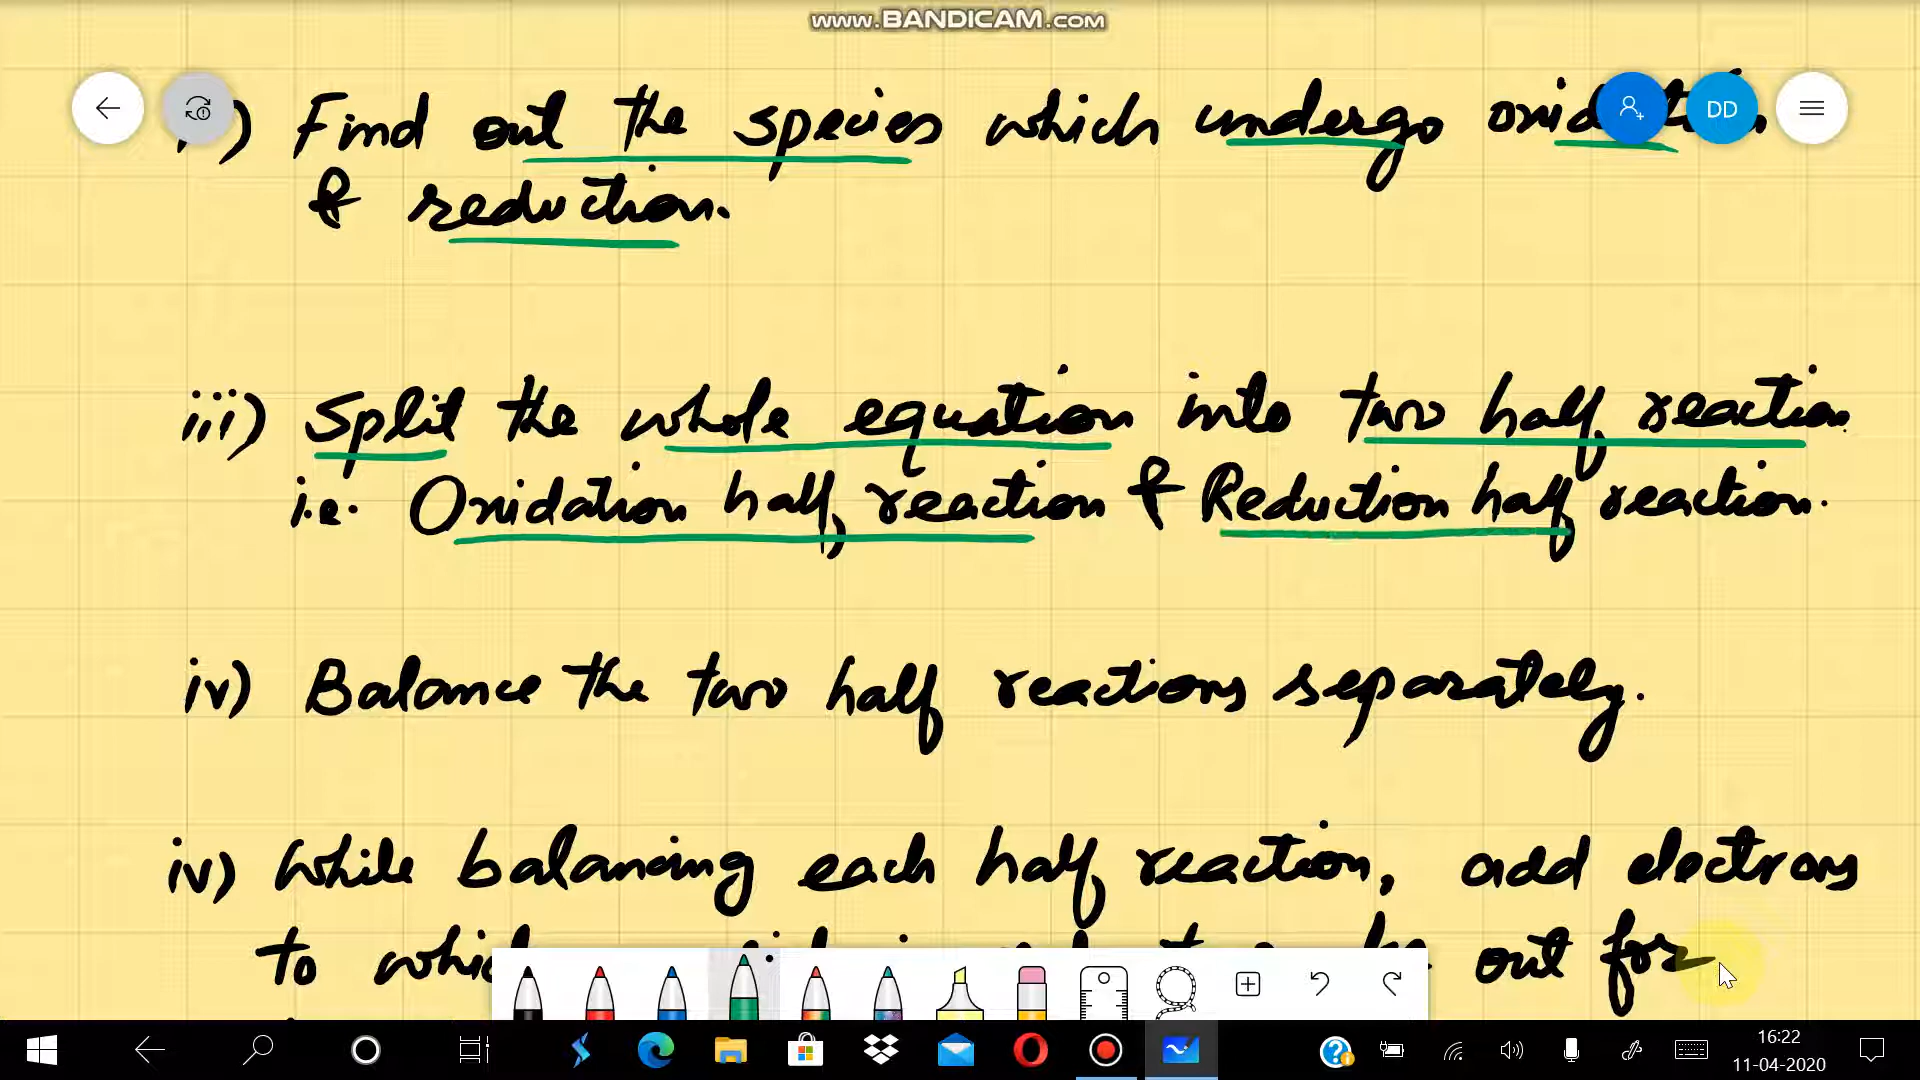 www.BANDICAM.com
) Find out the species which undergo
DD
& reduction.
iii) Split the whole equation into two half reaction.
i.e. Oxidation half reaction & Reduction half reaction.
iv) Balance the two half reactions separately.
iv) While balancing each half reaction, add electrons
to out for
16:22
11-04-2020